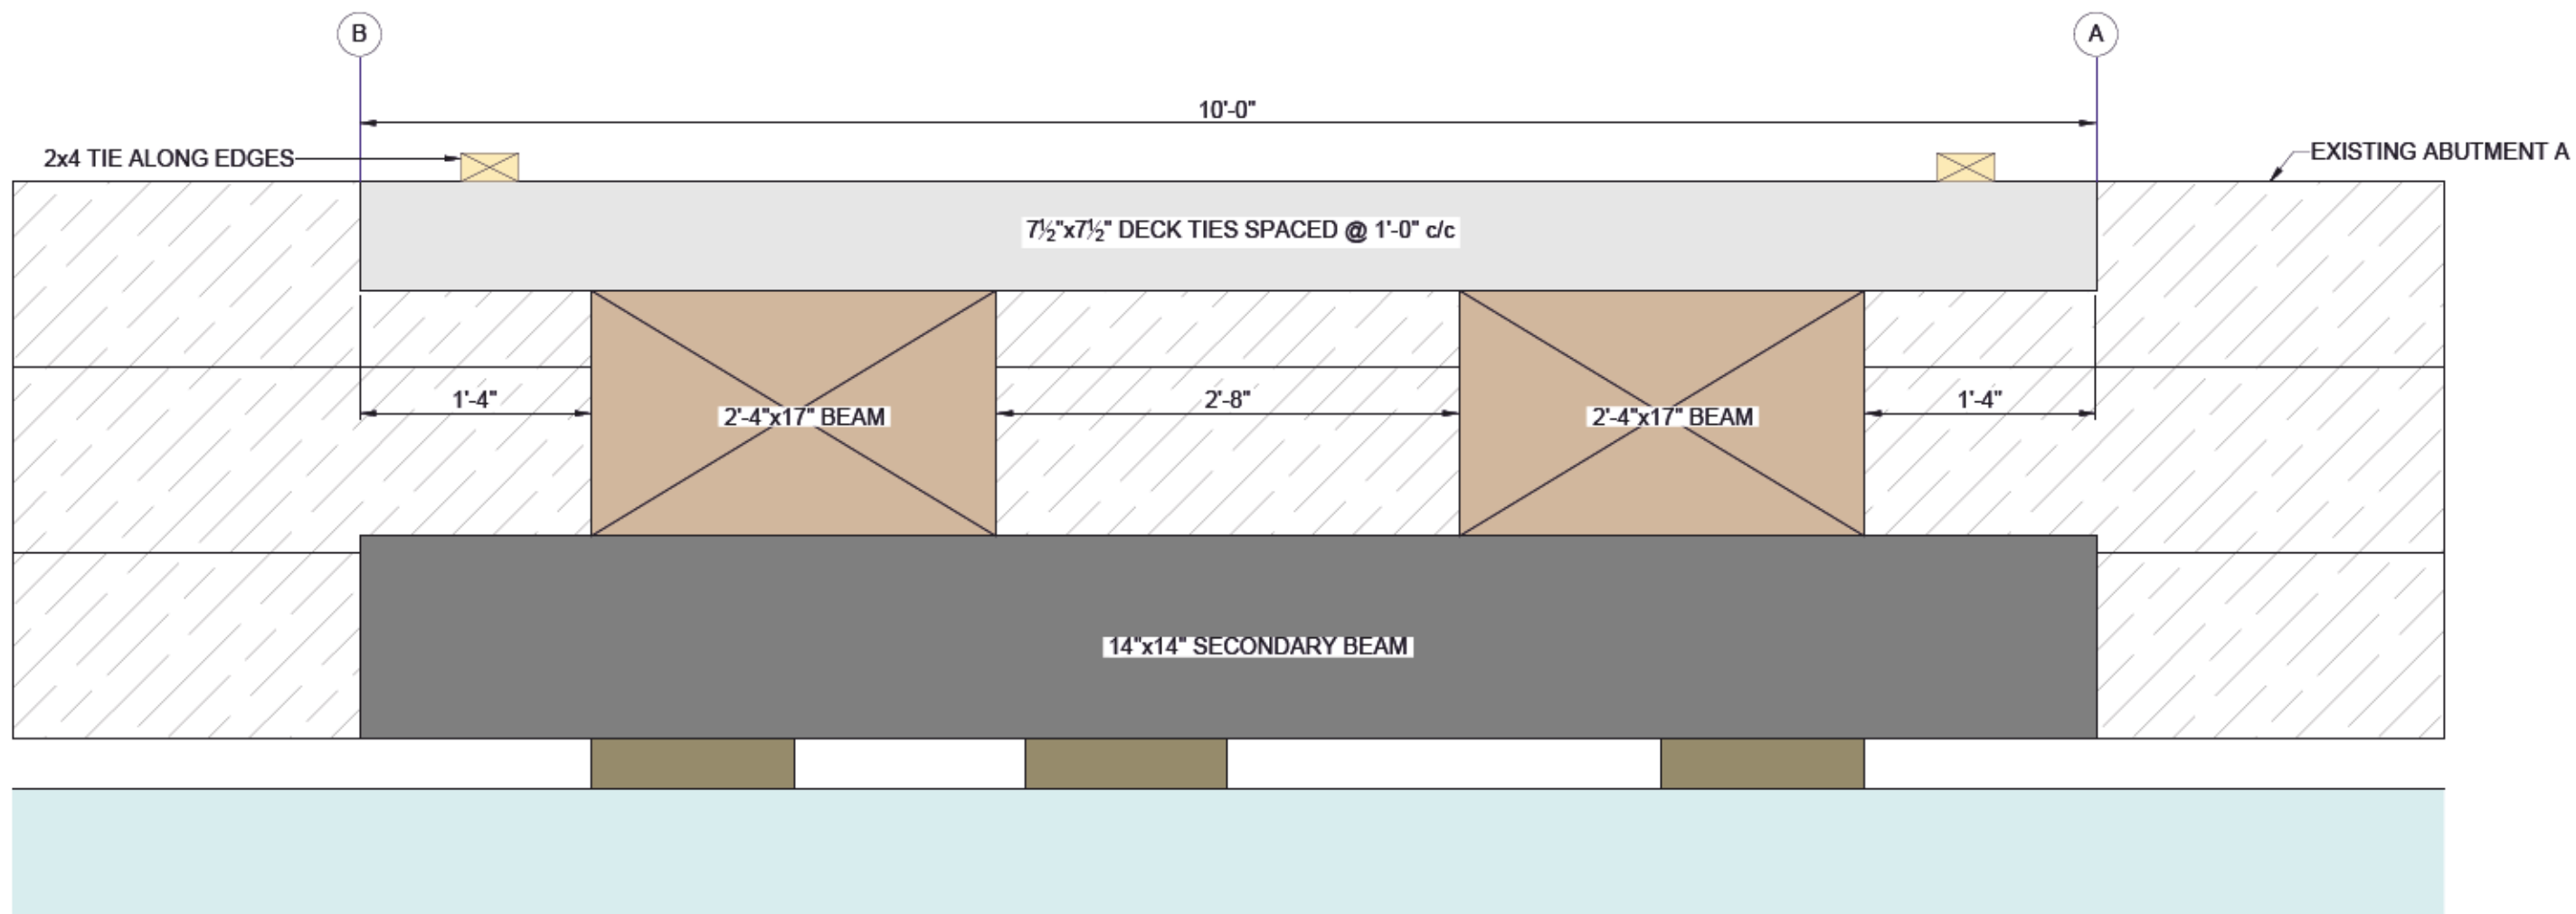 B
A
10'-0"
2x4 TIE ALONG EDGES
EXISTING ABUTMENT A
7½"x7½" DECK TIES SPACED @ 1'-0" c/c
1'-4"
2'-8"
1'-4"
2'-4"x17" BEAM
2'-4"x17" BEAM
14"x14" SECONDARY BEAM